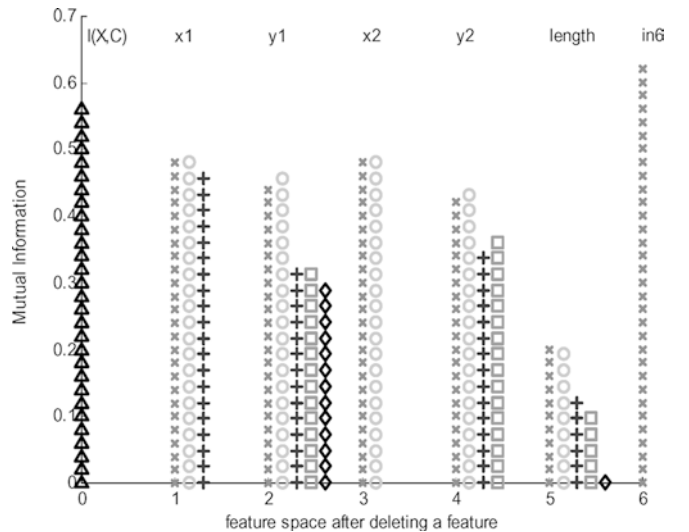 0.7
I(X,C) x1 y1 x2 y2 length in6
0.6
0.5
0.4
0.3
0.2
0.1
0
0 1 2 3 4 5 6
Mutual Information
feature space after deleting a feature